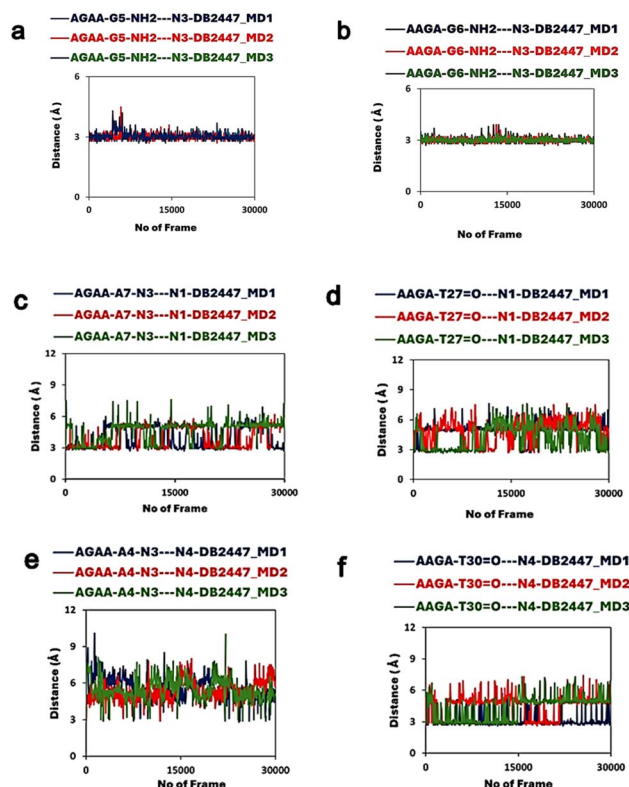 a
AGAA-G5-NH2---N3-DB2447_MD1
AGAA-G5-NH2---N3-DB2447_MD2
AGAA-G5-NH2---N3-DB2447_MD3
6
3
0
Distance (Å)
0 15000 30000
No of Frame
b
AAGA-G6-NH2---N3-DB2447_MD1
AAGA-G6-NH2---N3-DB2447_MD2
AAGA-G6-NH2---N3-DB2447_MD3
6
3
0
Distance (Å)
0 15000 30000
No of Frame
c
AGAA-A7-N3---N1-DB2447_MD1
AGAA-A7-N3---N1-DB2447_MD2
AGAA-A7-N3---N1-DB2447_MD3
12
9
6
3
0
Distance (Å)
0 15000 30000
No of Frame
d
AAGA-T27=O---N1-DB2447_MD1
AAGA-T27=O---N1-DB2447_MD2
AAGA-T27=O---N1-DB2447_MD3
12
9
6
3
0
Distance (Å)
0 15000 30000
No of Frame
e
AGAA-A4-N3---N4-DB2447_MD1
AGAA-A4-N3---N4-DB2447_MD2
AGAA-A4-N3---N4-DB2447_MD3
12
9
6
3
0
Distance (Å)
0 15000 30000
No of Frame
f
AAGA-T30=O---N4-DB2447_MD1
AAGA-T30=O---N4-DB2447_MD2
AAGA-T30=O---N4-DB2447_MD3
12
9
6
3
0
Distance (Å)
0 15000 30000
No of Frame